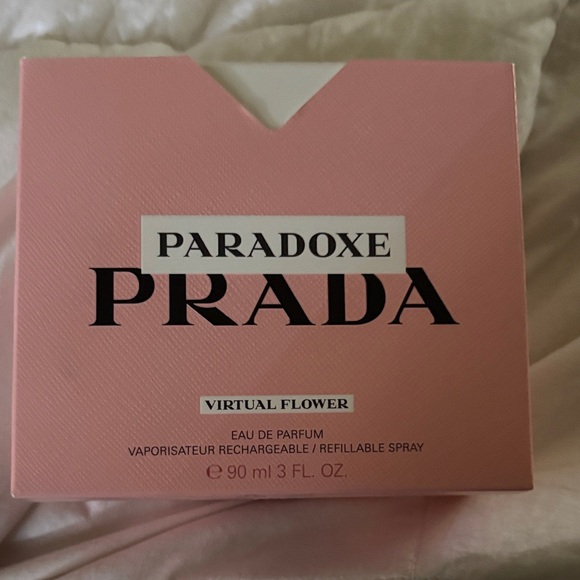 PARADOXE
PRADA
VIRTUAL FLOWER
EAU DE PARFUM
VAPORISATEUR RECHARGEABLE / REFILLABLE SPRAY
℮ 90 ml 3 FL. OZ.